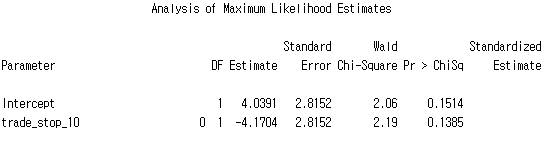 Analysis of Maximum Likelihood Estimates
Standard Wald Standardized
Parameter DF Estimate Error Chi-Square Pr > ChiSq Estimate
Intercept 1 4.0391 2.8152 2.06 0.1514
trade_stop_10 0 1 -4.1704 2.8152 2.19 0.1385